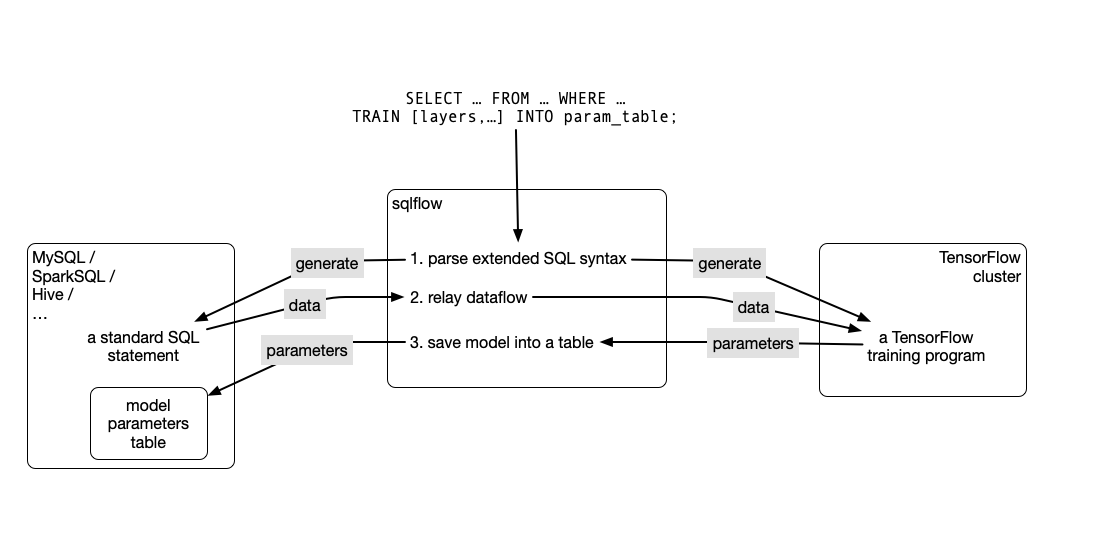 SELECT … FROM … WHERE …
TRAIN [layers,…] INTO param_table;
sqlflow
MySQL /
SparkSQL /
Hive /
…
TensorFlow
cluster
generate
1. parse extended SQL syntax
generate
data
2. relay dataflow
data
a standard SQL
statement
parameters
3. save model into a table
parameters
a TensorFlow
training program
model
parameters
table